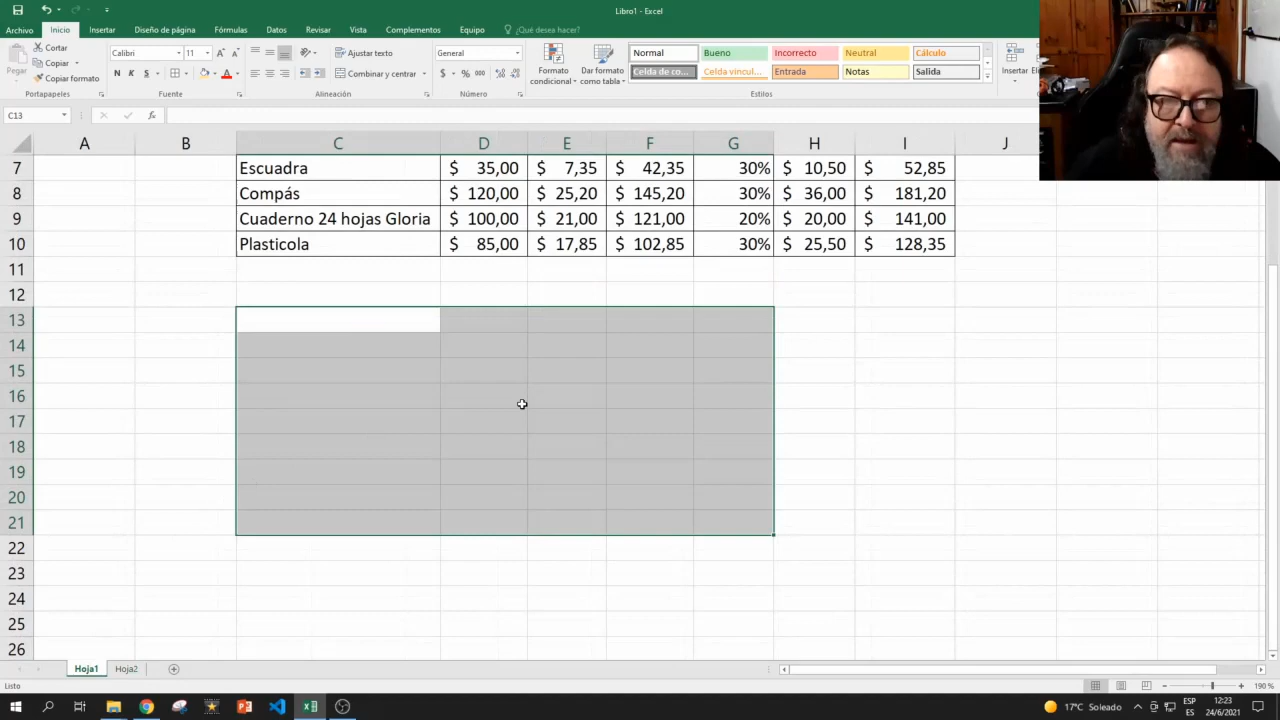 Libro1 - Excel
Archivo Inicio Insertar Diseño de página Fórmulas Datos Revisar Vista Complementos Equipo ¿Qué desea hacer?
Pegar
Cortar
Copiar
Copiar formato
Portapapeles
Calibri 11
N K S
Fuente
Ajustar texto
Combinar y centrar
Alineación
General
$ % 000
Número
Formato condicional
Dar formato como tabla
Normal Bueno Incorrecto Neutral Cálculo
Celda de co... Celda vincul... Entrada Notas Salida
Estilos
Insertar
C13
fx
A B C D E F G H I J
7 Escuadra $ 35,00 $ 7,35 $ 42,35 30% $ 10,50 $ 52,85
8 Compás $ 120,00 $ 25,20 $ 145,20 30% $ 36,00 $ 181,20
9 Cuaderno 24 hojas Gloria $ 100,00 $ 21,00 $ 121,00 20% $ 20,00 $ 141,00
10 Plasticola $ 85,00 $ 17,85 $ 102,85 30% $ 25,50 $ 128,35
11
12
13
14
15
16
17
18
19
20
21
22
23
24
25
26
Hoja1 Hoja2
Listo
190 %
17°C Soleado
ESP
ES
12:23
24/6/2021